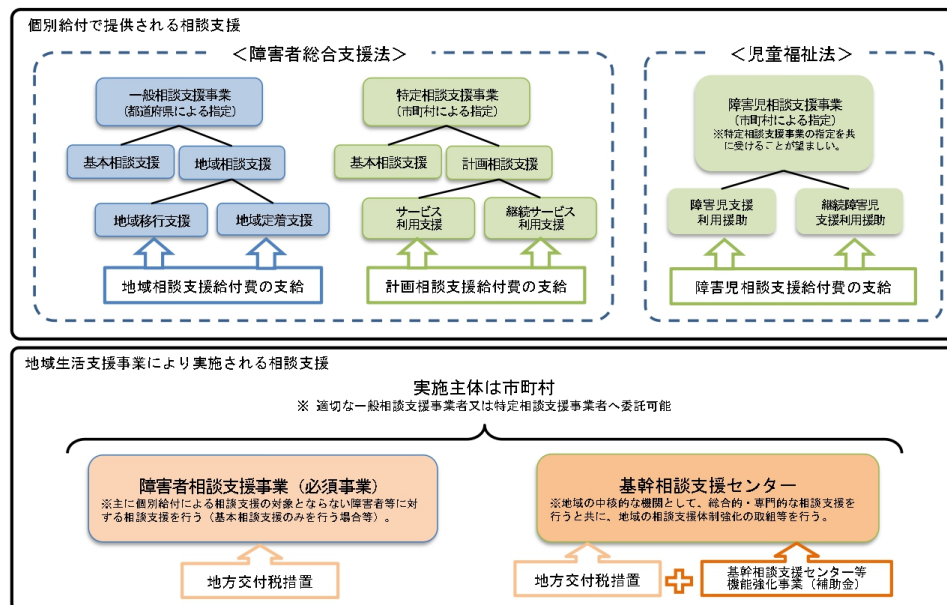 個別給付で提供される相談支援
＜障害者総合支援法＞
＜児童福祉法＞
一般相談支援事業
（都道府県による指定）
基本相談支援
地域相談支援
地域移行支援
地域定着支援
地域相談支援給付費の支給
特定相談支援事業
（市町村による指定）
基本相談支援
計画相談支援
サービス
利用支援
継続サービス
利用支援
計画相談支援給付費の支給
障害児相談支援事業
（市町村による指定）
※特定相談支援事業の指定を共
に受けることが望ましい。
障害児支援
利用援助
継続障害児
支援利用援助
障害児相談支援給付費の支給
地域生活支援事業により実施される相談支援
実施主体は市町村
※ 適切な一般相談支援事業者又は特定相談支援事業者へ委託可能
障害者相談支援事業（必須事業）
※主に個別給付による相談支援の対象とならない障害者等に対
する相談支援を行う（基本相談支援のみを行う場合等）。
地方交付税措置
基幹相談支援センター
※地域の中核的な機関として、総合的・専門的な相談支援を
行うと共に、地域の相談支援体制強化の取組等を行う。
地方交付税措置
基幹相談支援センター等
機能強化事業（補助金）